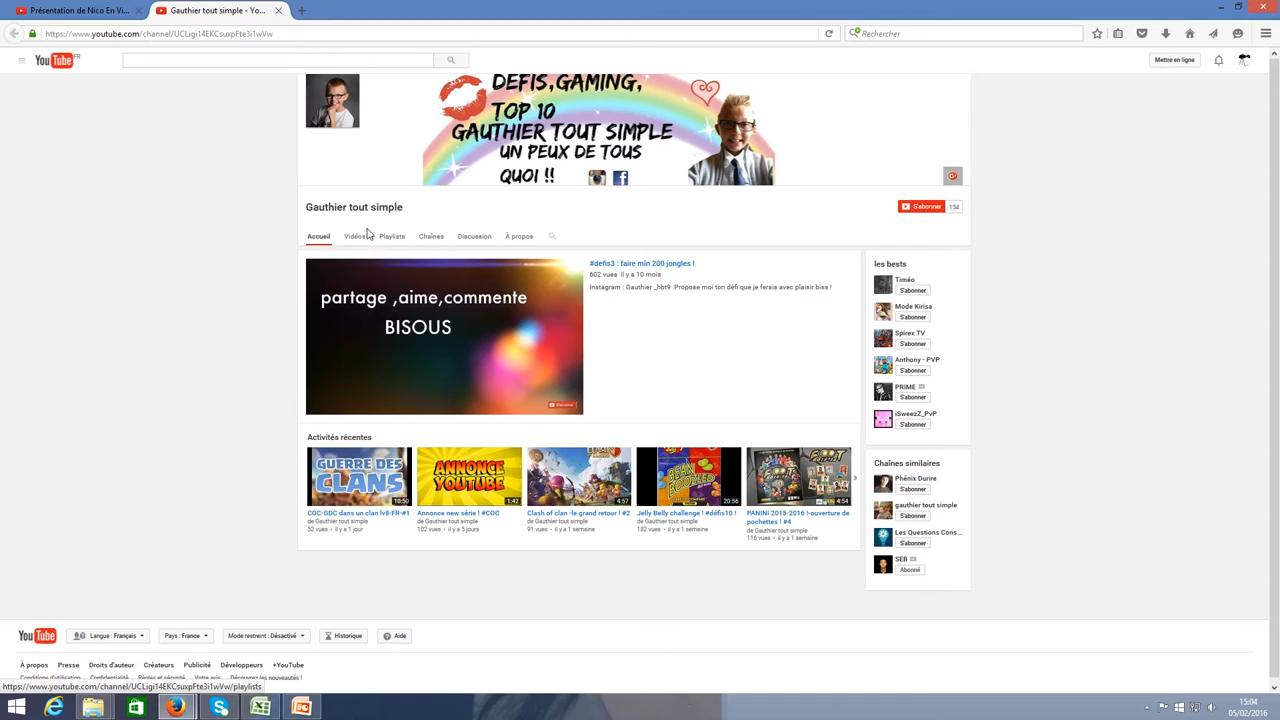 Présentation de Nico En Vi...
Gauthier tout simple - Yo...
https://www.youtube.com/channel/UCLigi14EKCsuxpFte3i1wVw
Rechercher
YouTube FR
Mettre en ligne
DEFIS,GAMING,
TOP 10
GAUTHIER TOUT SIMPLE
UN PEUX DE TOUS
QUOI !!
Gauthier tout simple
S'abonner 154
Accueil Vidéos Playlists Chaînes Discussion À propos
partage ,aime,commente
BISOUS
#defis3 : faire min 200 jongles !
602 vues il y a 10 mois
Instagram : Gauthier _hbt9 .Propose moi ton défi que je ferais avec plaisir biss !
Activités récentes
GUERRE DES
CLANS
10:50
COC-GDC dans un clan lv8-FR-#1
de Gauthier tout simple
52 vues • il y a 1 jour
ANNONCE
YOUTUBE
1:42
Annonce new série ! #COC
de Gauthier tout simple
102 vues • il y a 5 jours
4:57
Clash of clan -le grand retour ! #2
de Gauthier tout simple
91 vues • il y a 1 semaine
BEAN
BOOZLED
20:56
Jelly Belly challenge ! #défis10 !
de Gauthier tout simple
182 vues • il y a 1 semaine
FOOT
4:54
PANINI 2015-2016 !-ouverture de
pochettes ! #4
de Gauthier tout simple
116 vues • il y a 1 semaine
les bests
Timéo
S'abonner
Mode Kirisa
S'abonner
Spirex TV
S'abonner
Anthony - PVP
S'abonner
PRIME
S'abonner
iSweezZ_PvP
S'abonner
Chaînes similaires
Phénix Durire
S'abonner
gauthier tout simple
S'abonner
Les Questions Cons...
S'abonner
SEB
Abonné
YouTube
Langue : Français
Pays : France
Mode restreint : Désactivé
Historique
Aide
À propos Presse Droits d'auteur Créateurs Publicité Développeurs +YouTube
Conditions d'utilisation Confidentialité Règles et sécurité Votre avis Découvrez les nouveautés !
https://www.youtube.com/channel/UCLigi14EKCsuxpFte3i1wVw/playlists
15:04
05/02/2016